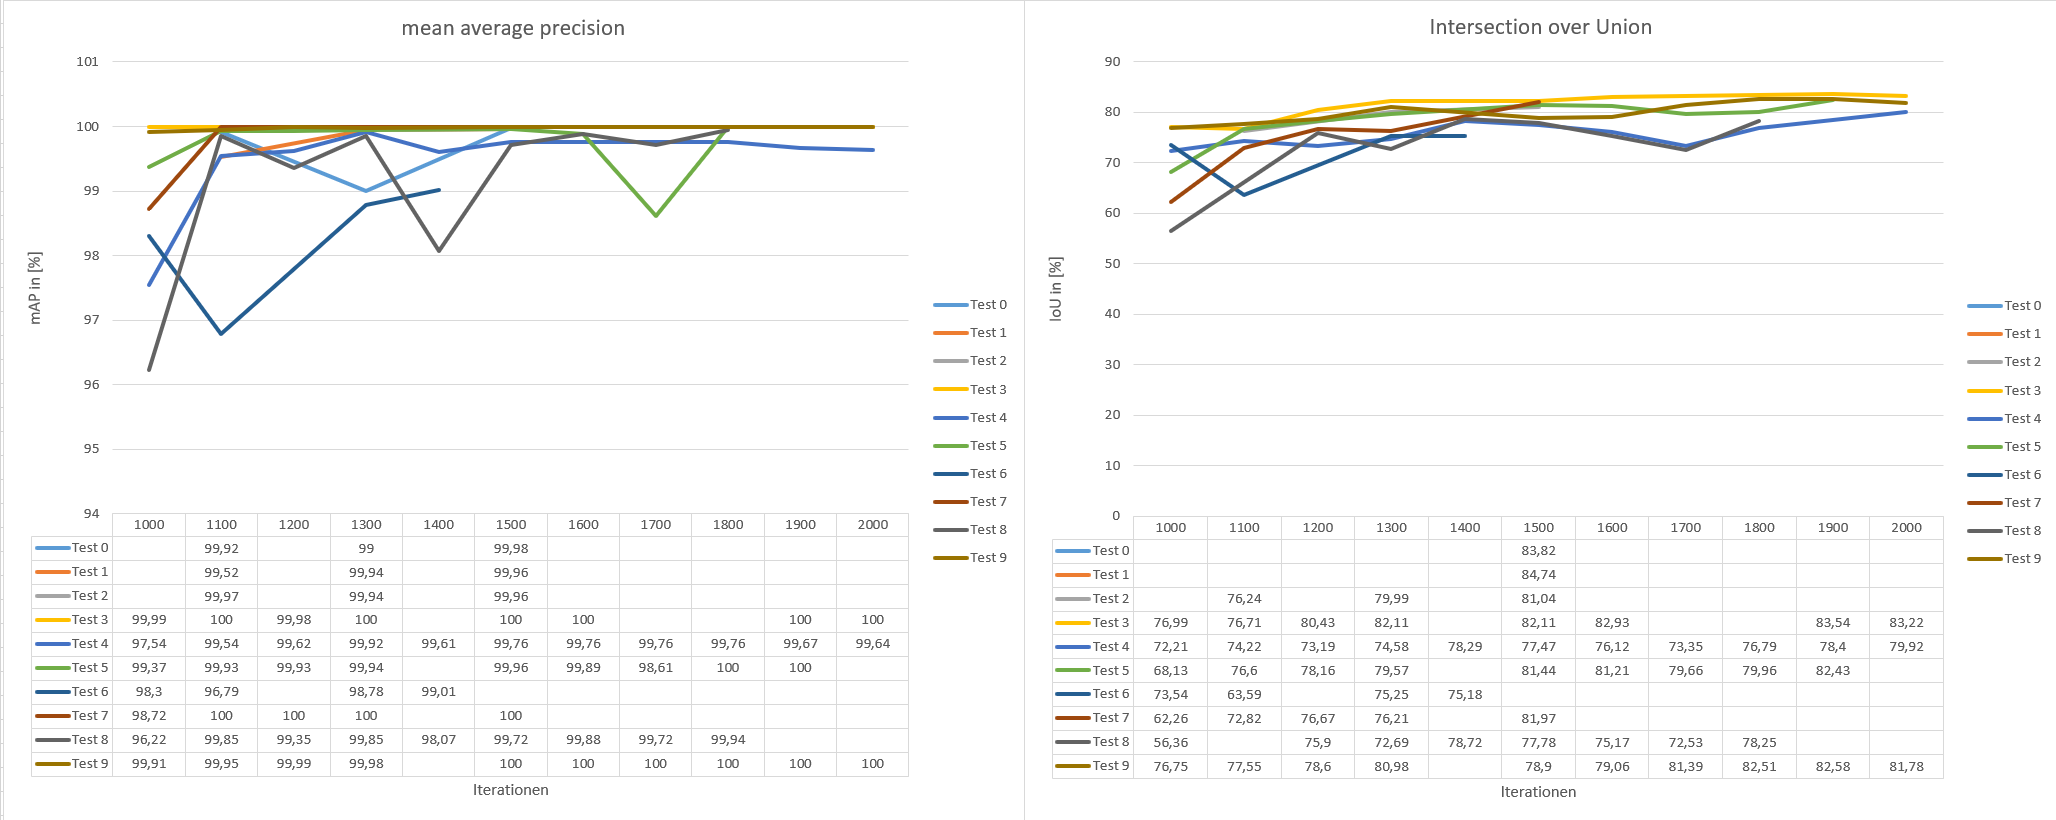 mean average precision
101
100
99
98
97
96
95
94
mAP in [%]
1000 1100 1200 1300 1400 1500 1600 1700 1800 1900 2000
Test 0 99,92 99 99,98
Test 1 99,52 99,94 99,96
Test 2 99,97 99,94 99,96
Test 3 99,99 100 99,98 100 100 100 100 100
Test 4 97,54 99,54 99,62 99,92 99,61 99,76 99,76 99,76 99,76 99,67 99,64
Test 5 99,37 99,93 99,93 99,94 99,96 99,89 98,61 100 100
Test 6 98,3 96,79 98,78 99,01
Test 7 98,72 100 100 100 100
Test 8 96,22 99,85 99,35 99,85 98,07 99,72 99,88 99,72 99,94
Test 9 99,91 99,95 99,99 99,98 100 100 100 100 100 100
Iterationen
Test 0
Test 1
Test 2
Test 3
Test 4
Test 5
Test 6
Test 7
Test 8
Test 9
Intersection over Union
90
80
70
60
50
40
30
20
10
0
IoU in [%]
1000 1100 1200 1300 1400 1500 1600 1700 1800 1900 2000
Test 0 83,82
Test 1 84,74
Test 2 76,24 79,99 81,04
Test 3 76,99 76,71 80,43 82,11 82,11 82,93 83,54 83,22
Test 4 72,21 74,22 73,19 74,58 78,29 77,47 76,12 73,35 76,79 78,4 79,92
Test 5 68,13 76,6 78,16 79,57 81,44 81,21 79,66 79,96 82,43
Test 6 73,54 63,59 75,25 75,18
Test 7 62,26 72,82 76,67 76,21 81,97
Test 8 56,36 75,9 72,69 78,72 77,78 75,17 72,53 78,25
Test 9 76,75 77,55 78,6 80,98 78,9 79,06 81,39 82,51 82,58 81,78
Iterationen
Test 0
Test 1
Test 2
Test 3
Test 4
Test 5
Test 6
Test 7
Test 8
Test 9